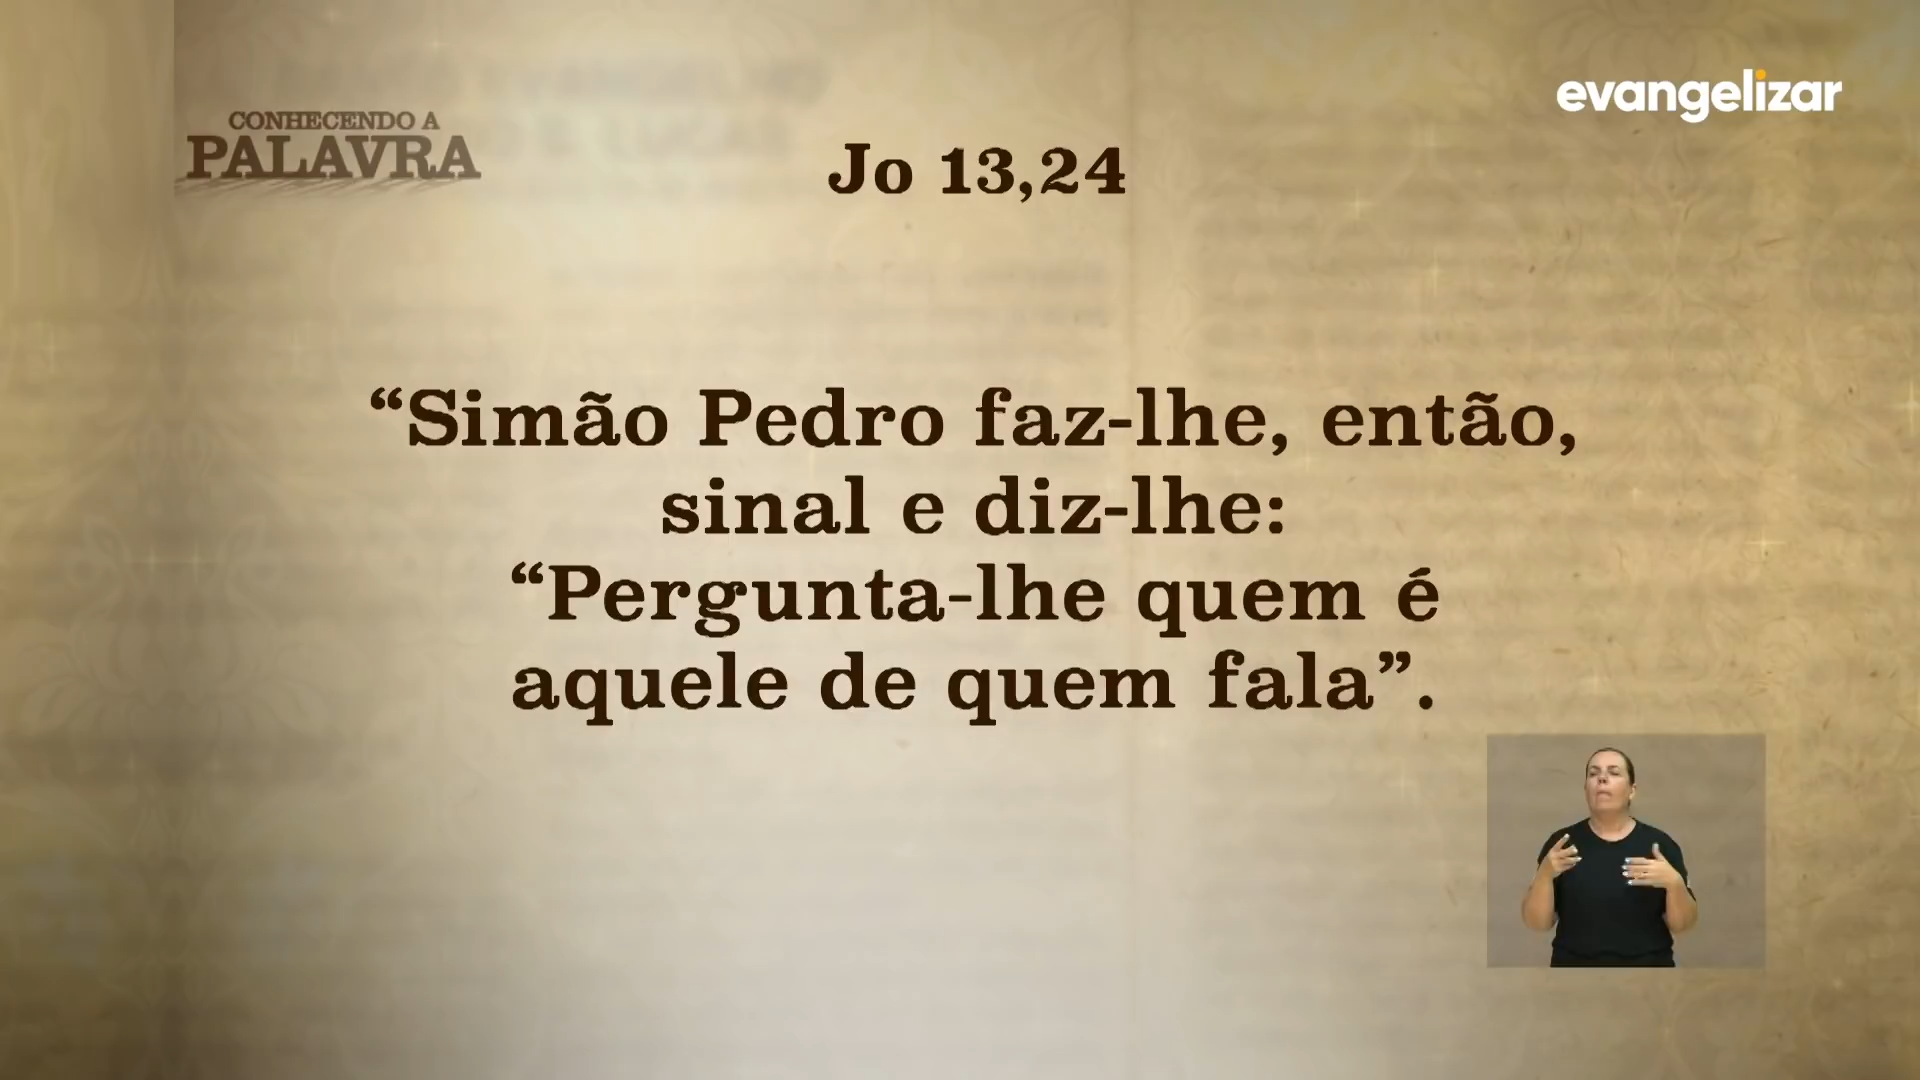 CONHECENDO A
PALAVRA
evangelizar
Jo 13,24
“Simão Pedro faz-lhe, então,
sinal e diz-lhe:
“Pergunta-lhe quem é
aquele de quem fala”.